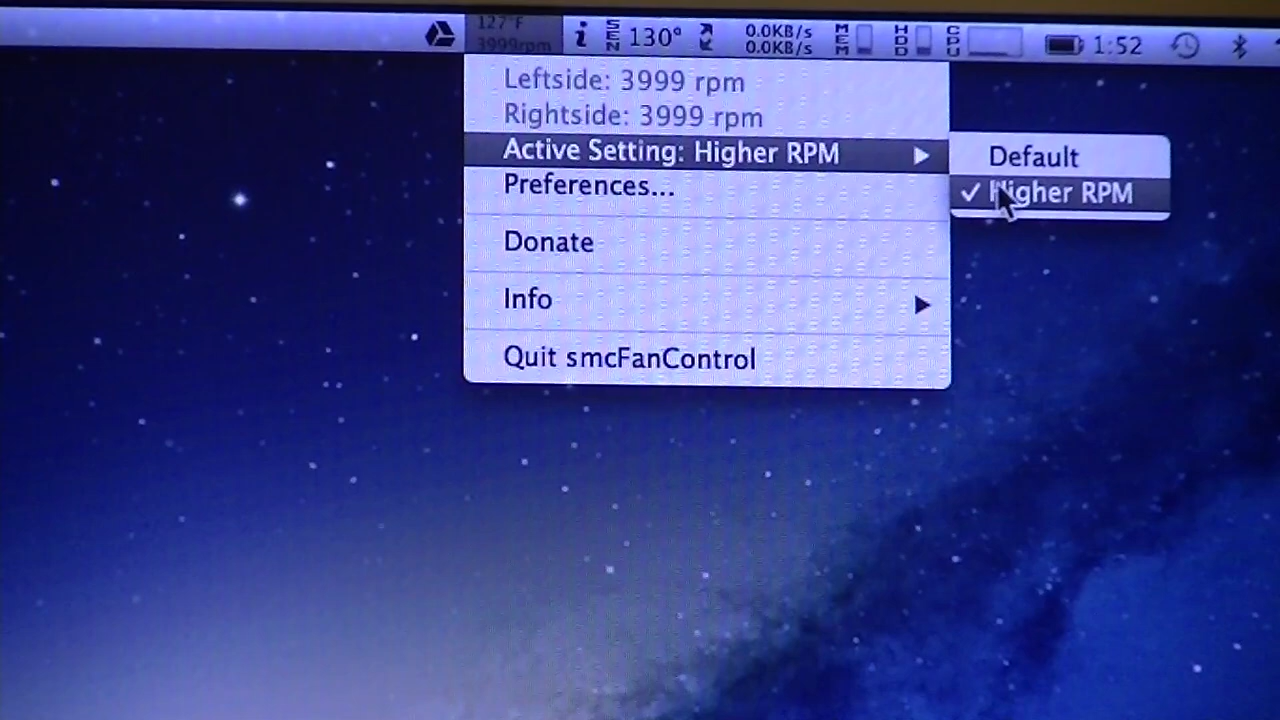 127°F
3999rpm
i
SEN
130°
0.0KB/s
0.0KB/s
MEM
HDD
CPU
1:52
Leftside: 3999 rpm
Rightside: 3999 rpm
Active Setting: Higher RPM
Default
✓ Higher RPM
Preferences...
Donate
Info
Quit smcFanControl